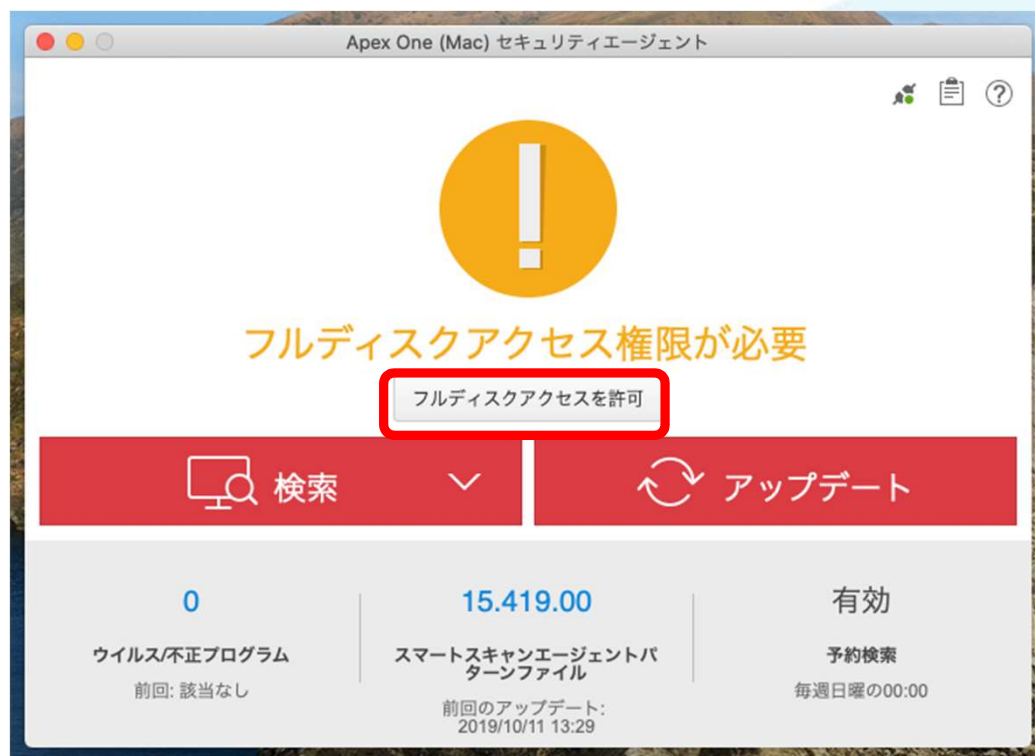 Apex One (Mac) セキュリティエージェント
フルディスクアクセス権限が必要
フルディスクアクセスを許可
検索
アップデート
0
ウイルス/不正プログラム
前回: 該当なし
15.419.00
スマートスキャンエージェントパ
ターンファイル
前回のアップデート:
2019/10/11 13:29
有効
予約検索
毎週日曜の00:00